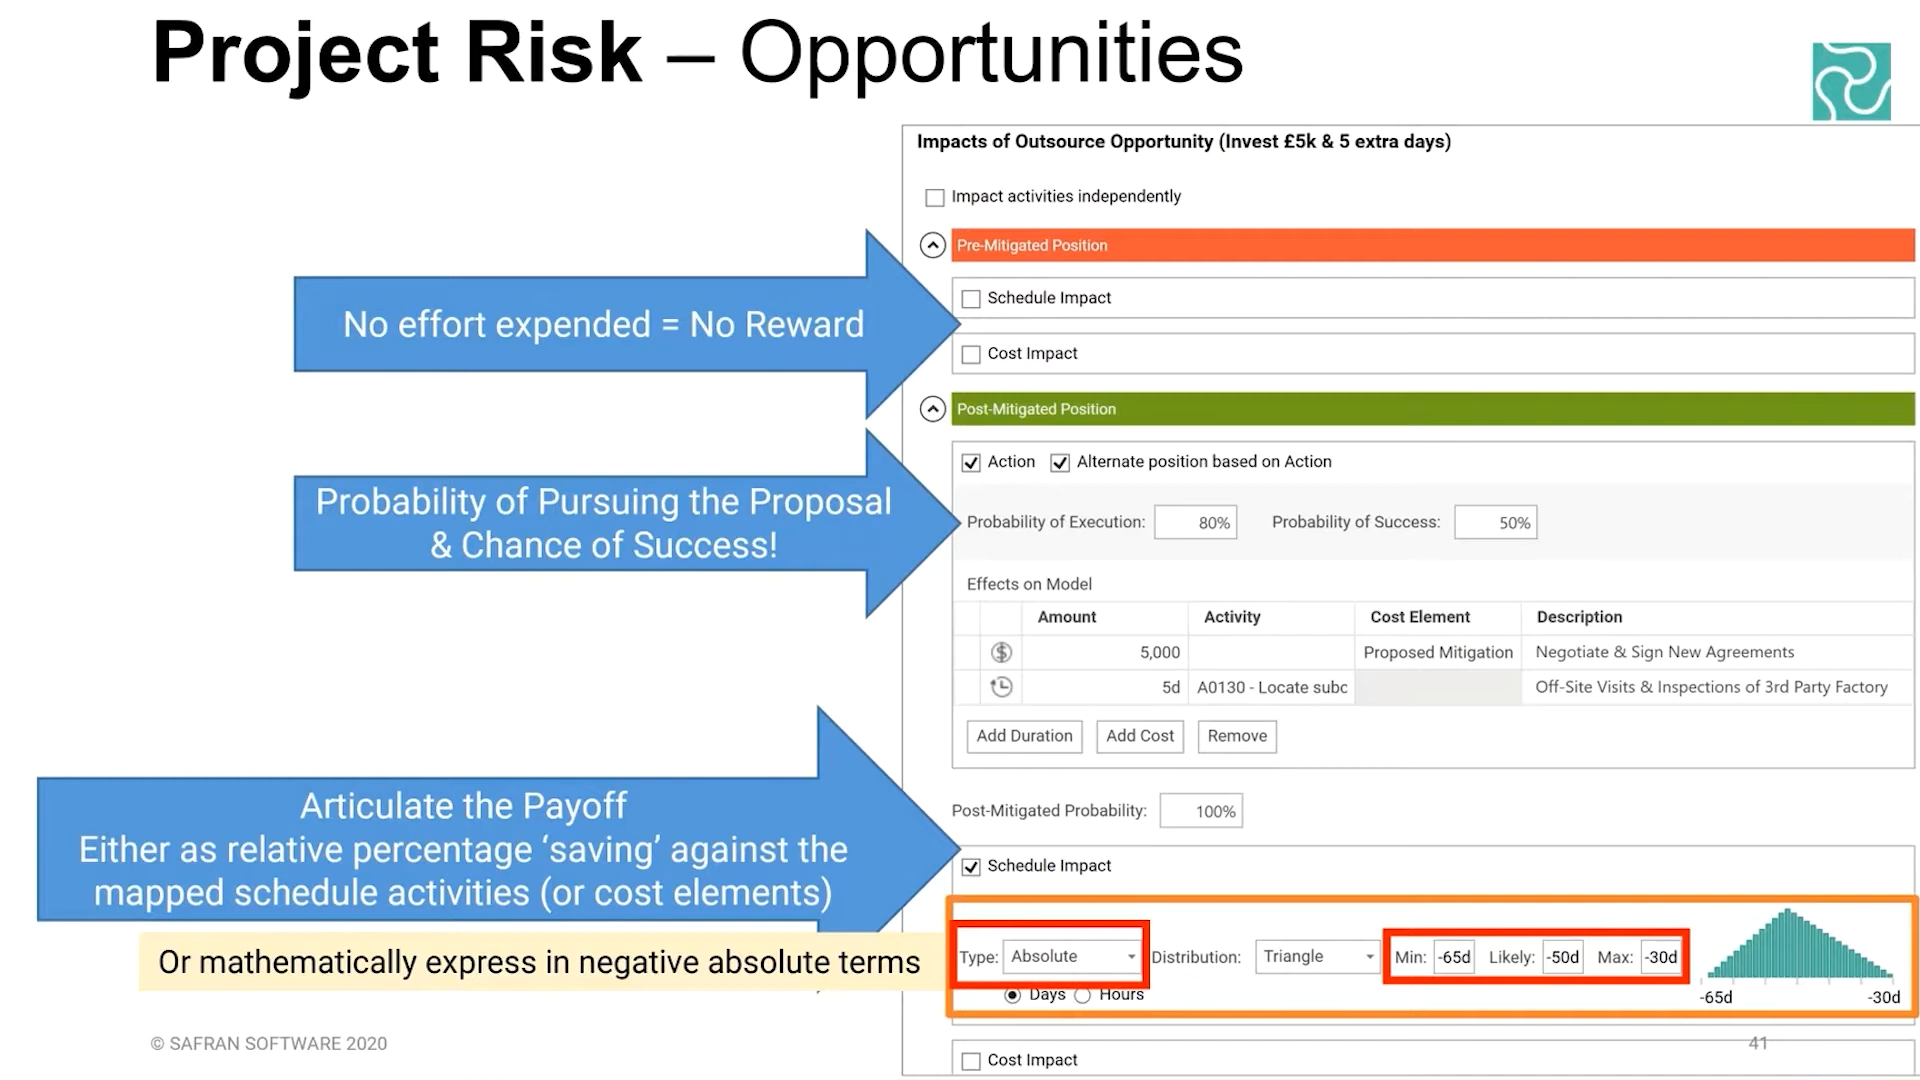 Project Risk – Opportunities
Impacts of Outsource Opportunity (Invest £5k & 5 extra days)
Impact activities independently
Pre-Mitigated Position
Schedule Impact
No effort expended = No Reward
Cost Impact
Post-Mitigated Position
Action Alternate position based on Action
Probability of Pursuing the Proposal
& Chance of Success!
Probability of Execution: 80% Probability of Success: 50%
Effects on Model
Amount Activity Cost Element Description
5,000 Proposed Mitigation Negotiate & Sign New Agreements
5d A0130 - Locate subc Off-Site Visits & Inspections of 3rd Party Factory
Add Duration Add Cost Remove
Articulate the Payoff
Either as relative percentage ‘saving’ against the
mapped schedule activities (or cost elements)
Post-Mitigated Probability: 100%
Schedule Impact
Or mathematically express in negative absolute terms
Type: Absolute Distribution: Triangle Min: -65d Likely: -50d Max: -30d
Days Hours
-65d -30d
© SAFRAN SOFTWARE 2020
41
Cost Impact